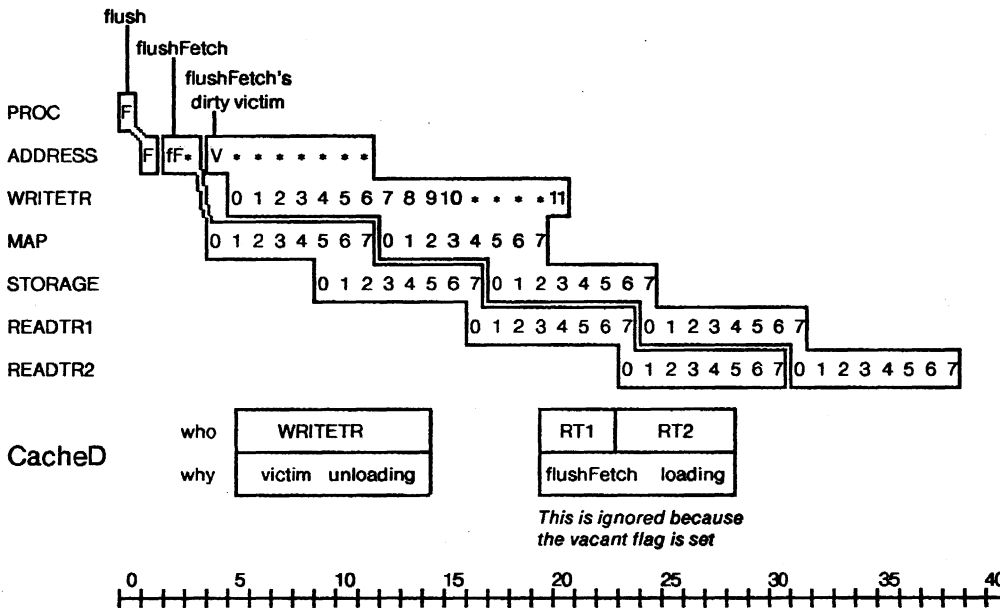 flush
flushFetch
flushFetch's
dirty victim
PROC F
ADDRESS F fF* V * * * * * * *
WRITETR 0 1 2 3 4 5 6 7 8 9 10 * * * * 11
MAP 0 1 2 3 4 5 6 7 0 1 2 3 4 5 6 7
STORAGE 0 1 2 3 4 5 6 7 0 1 2 3 4 5 6 7
READTR1 0 1 2 3 4 5 6 7 0 1 2 3 4 5 6 7
READTR2 0 1 2 3 4 5 6 7 0 1 2 3 4 5 6 7
who WRITETR RT1 RT2
CacheD
why victim unloading flushFetch loading
This is ignored because
the vacant flag is set
0 5 10 15 20 25 30 35 40